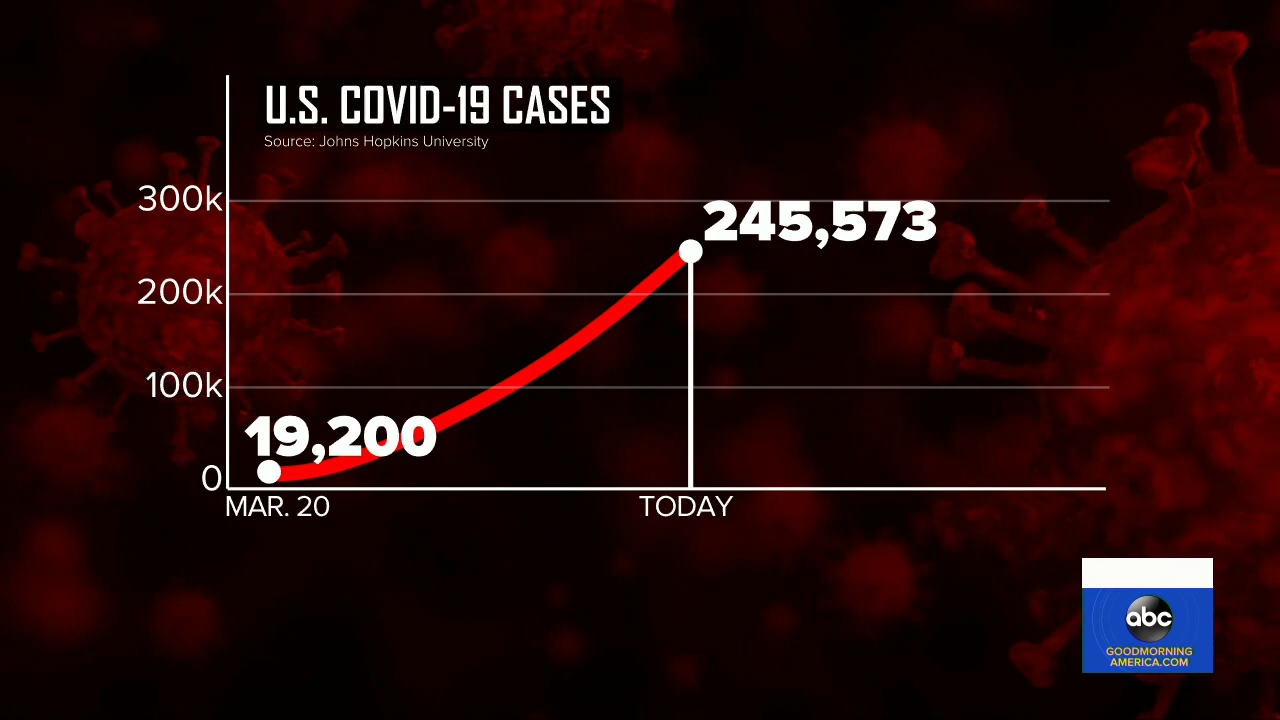 U.S. COVID-19 CASES
Source: Johns Hopkins University
300k
245,573
200k
100k
19,200
0
MAR. 20
TODAY
abc
GOODMORNING
AMERICA.COM